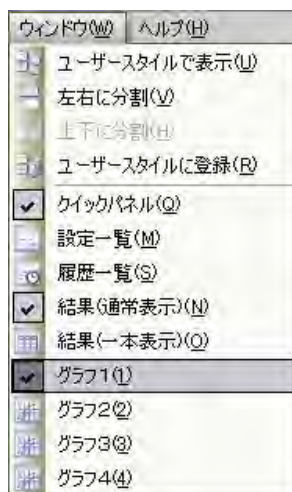 ウィンドウ(W) ヘルプ(H)
ユーザースタイルで表示(U)
左右に分割(V)
上下に分割(H)
ユーザースタイルに登録(R)
クイックパネル(Q)
設定一覧(M)
履歴一覧(S)
結果(通常表示)(N)
結果(一本表示)(O)
グラフ1(1)
グラフ2(2)
グラフ3(3)
グラフ4(4)